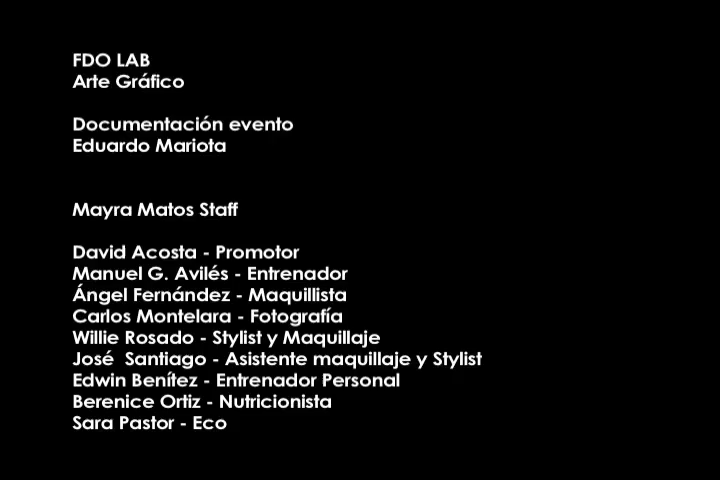 FDO LAB
Arte Gráfico
Documentación evento
Eduardo Mariota
Mayra Matos Staff
David Acosta - Promotor
Manuel G. Avilés - Entrenador
Ángel Fernández - Maquillista
Carlos Montelara - Fotografía
Willie Rosado - Stylist y Maquillaje
José  Santiago - Asistente maquillaje y Stylist
Edwin Benítez - Entrenador Personal
Berenice Ortiz - Nutricionista
Sara Pastor - Eco